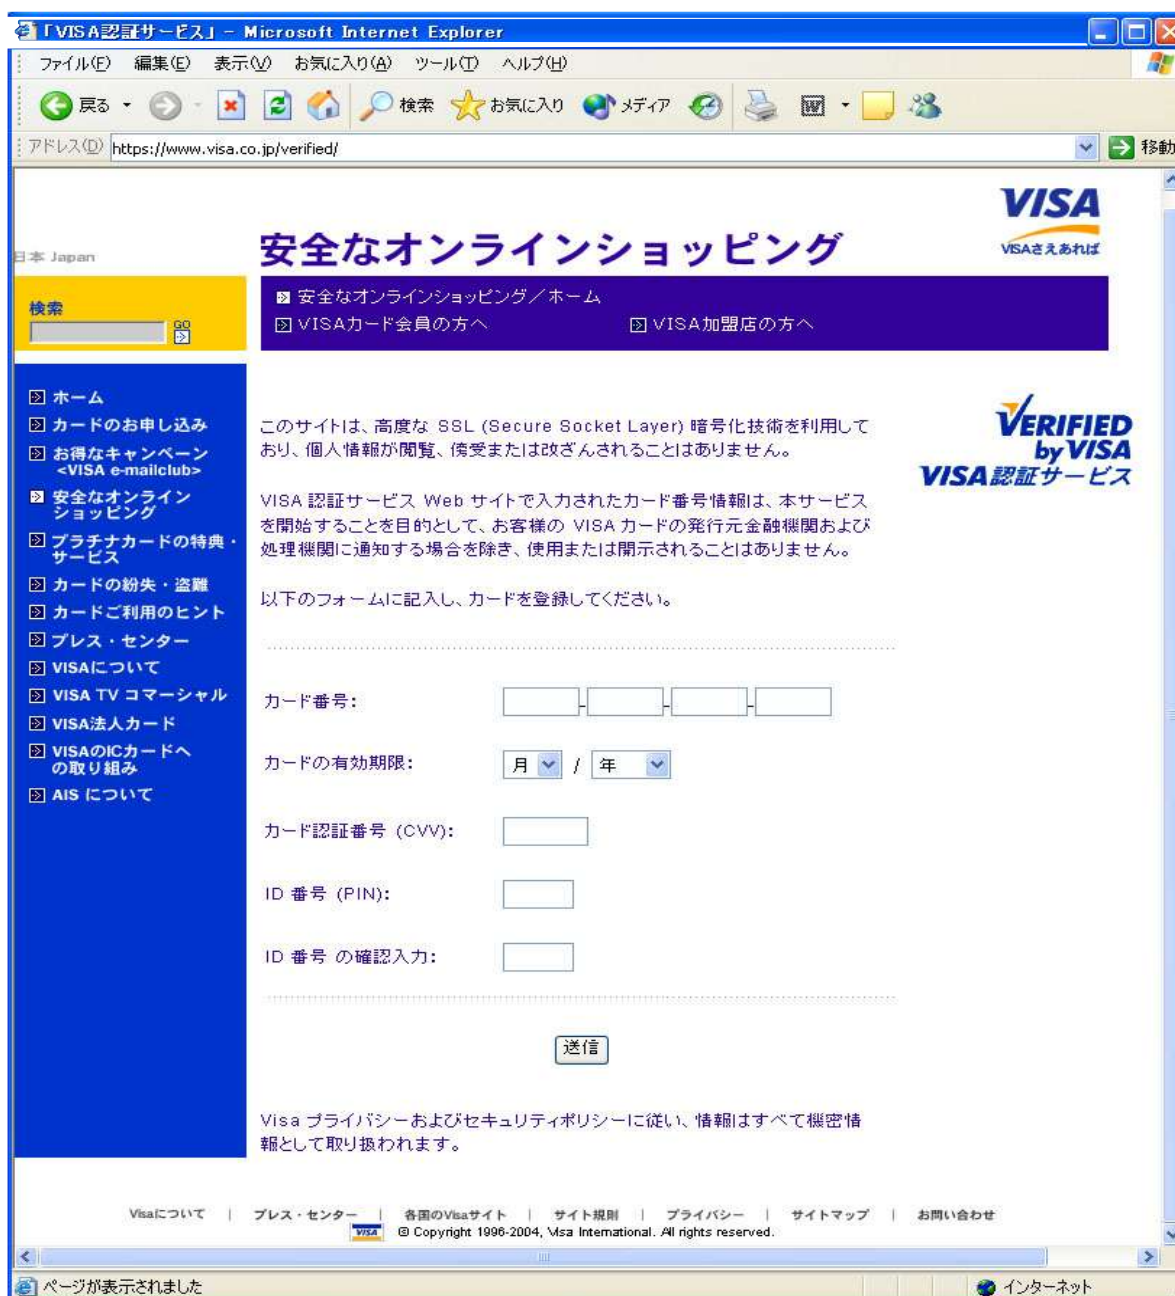 「VISA認証サービス」 - Microsoft Internet Explorer
ファイル(F) 編集(E) 表示(V) お気に入り(A) ツール(T) ヘルプ(H)
戻る 検索 お気に入り メディア
アドレス(D) https://www.visa.co.jp/verified/ 移動
VISA
VISAさえあれば
日本 Japan
安全なオンラインショッピング
検索
GO
安全なオンラインショッピング／ホーム
VISAカード会員の方へ VISA加盟店の方へ
ホーム
カードのお申し込み
お得なキャンペーン
<VISA e-mailclub>
安全なオンライン
ショッピング
プラチナカードの特典・
サービス
カードの紛失・盗難
カードご利用のヒント
プレス・センター
VISAについて
VISA TV コマーシャル
VISA法人カード
VISAのICカードへ
の取り組み
AIS について
このサイトは、高度な SSL (Secure Socket Layer) 暗号化技術を利用して
おり、個人情報が閲覧、傍受または改ざんされることはありません。
VERIFIED
by VISA
VISA認証サービス
VISA 認証サービス Web サイトで入力されたカード番号情報は、本サービス
を開始することを目的として、お客様の VISA カードの発行元金融機関および
処理機関に通知する場合を除き、使用または開示されることはありません。
以下のフォームに記入し、カードを登録してください。
カード番号: - - -
カードの有効期限: 月 / 年
カード認証番号 (CVV):
ID 番号 (PIN):
ID 番号 の確認入力:
送信
Visa プライバシーおよびセキュリティポリシーに従い、情報はすべて機密情
報として取り扱われます。
Visaについて | プレス・センター | 各国のVisaサイト | サイト規則 | プライバシー | サイトマップ | お問い合わせ
VISA © Copyright 1996-2004, Visa International. All rights reserved.
ページが表示されました インターネット